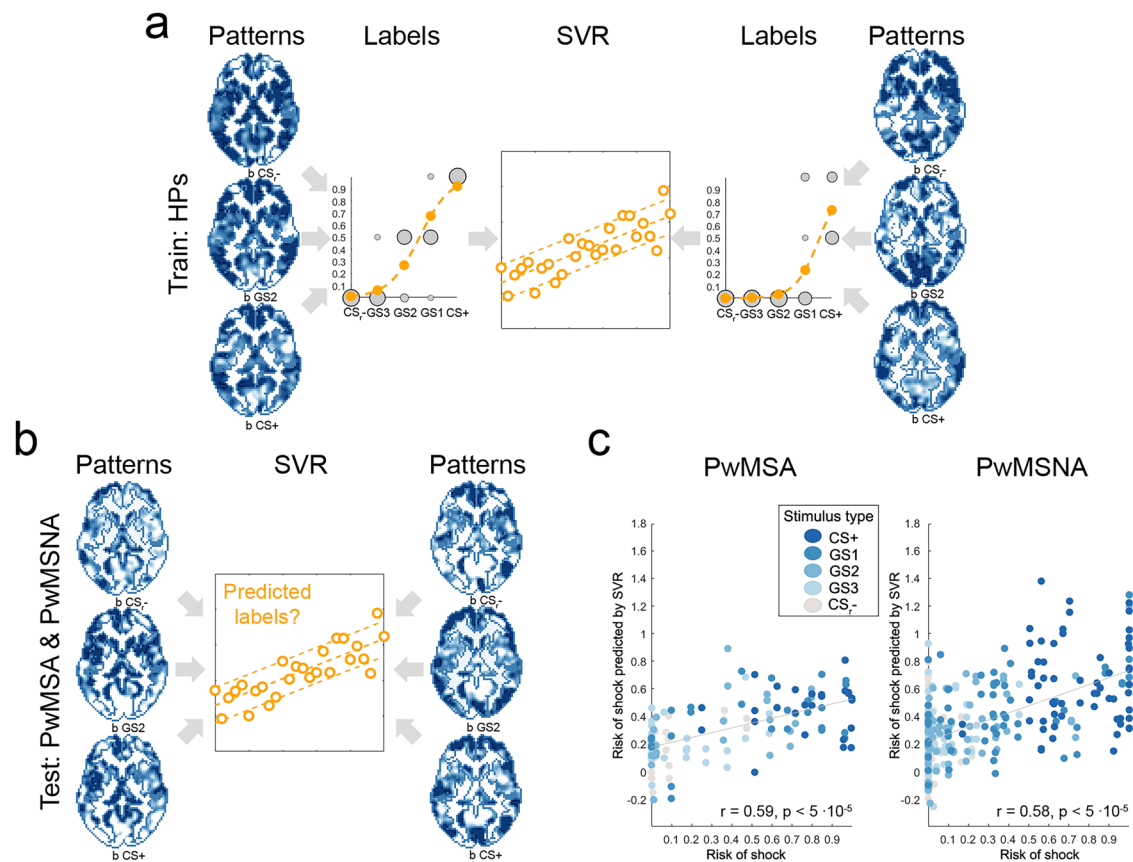 a
Patterns Labels SVR Labels Patterns
Train: HPs
b CSr-
b GS2
b CS+
0.9
0.8
0.7
0.6
0.5
0.4
0.3
0.2
0.1
CSr- GS3 GS2 GS1 CS+
0.9
0.8
0.7
0.6
0.5
0.4
0.3
0.2
0.1
CSr- GS3 GS2 GS1 CS+
b CSr-
b GS2
b CS+
b
Patterns SVR Patterns
Test: PwMSA & PwMSNA
b CSr-
b GS2
b CS+
Predicted
labels?
b CSr-
b GS2
b CS+
c
PwMSA PwMSNA
Stimulus type
CS+
GS1
GS2
GS3
CSr-
Risk of shock predicted by SVR
1.8
1.6
1.4
1.2
1
0.8
0.6
0.4
0.2
0
-0.2
r = 0.59, p < 5 · 10-5
0.1 0.2 0.3 0.4 0.5 0.6 0.7 0.8 0.9
Risk of shock
Risk of shock predicted by SVR
1.8
1.6
1.4
1.2
1
0.8
0.6
0.4
0.2
0
-0.2
r = 0.58, p < 5 · 10-5
0.1 0.2 0.3 0.4 0.5 0.6 0.7 0.8 0.9
Risk of shock